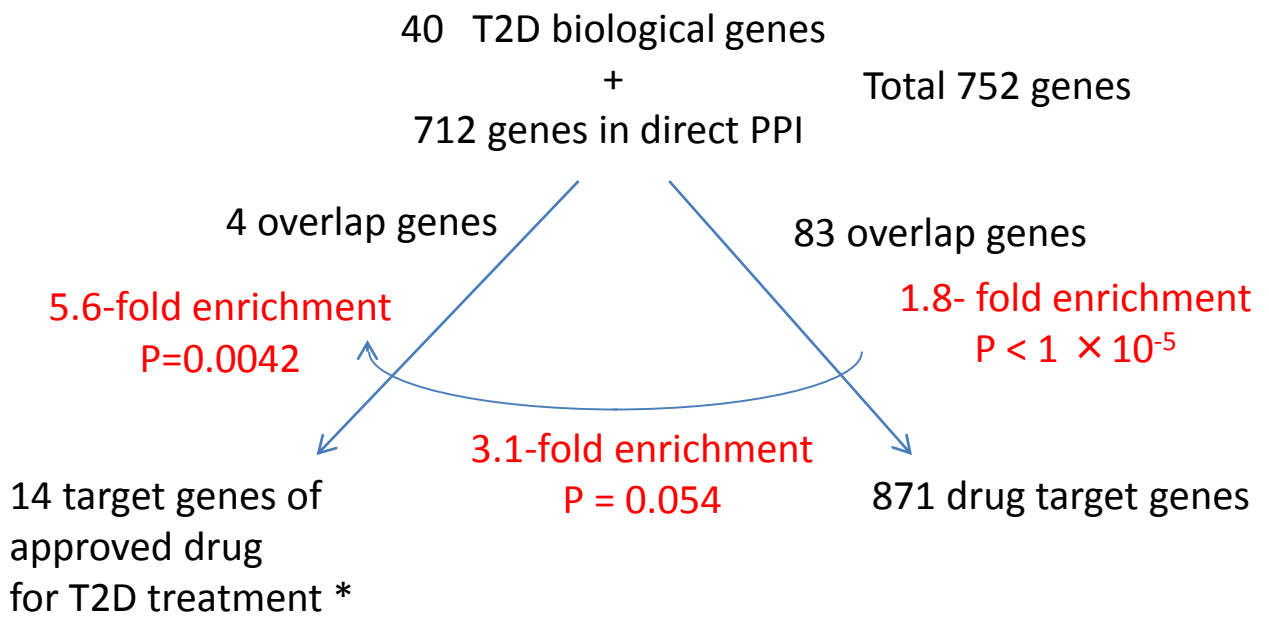 40 T2D biological genes
+
Total 752 genes
712 genes in direct PPI
4 overlap genes
83 overlap genes
5.6-fold enrichment
P=0.0042
1.8- fold enrichment
P < 1 × 10⁻⁵
3.1-fold enrichment
P = 0.054
14 target genes of
approved drug
for T2D treatment *
871 drug target genes